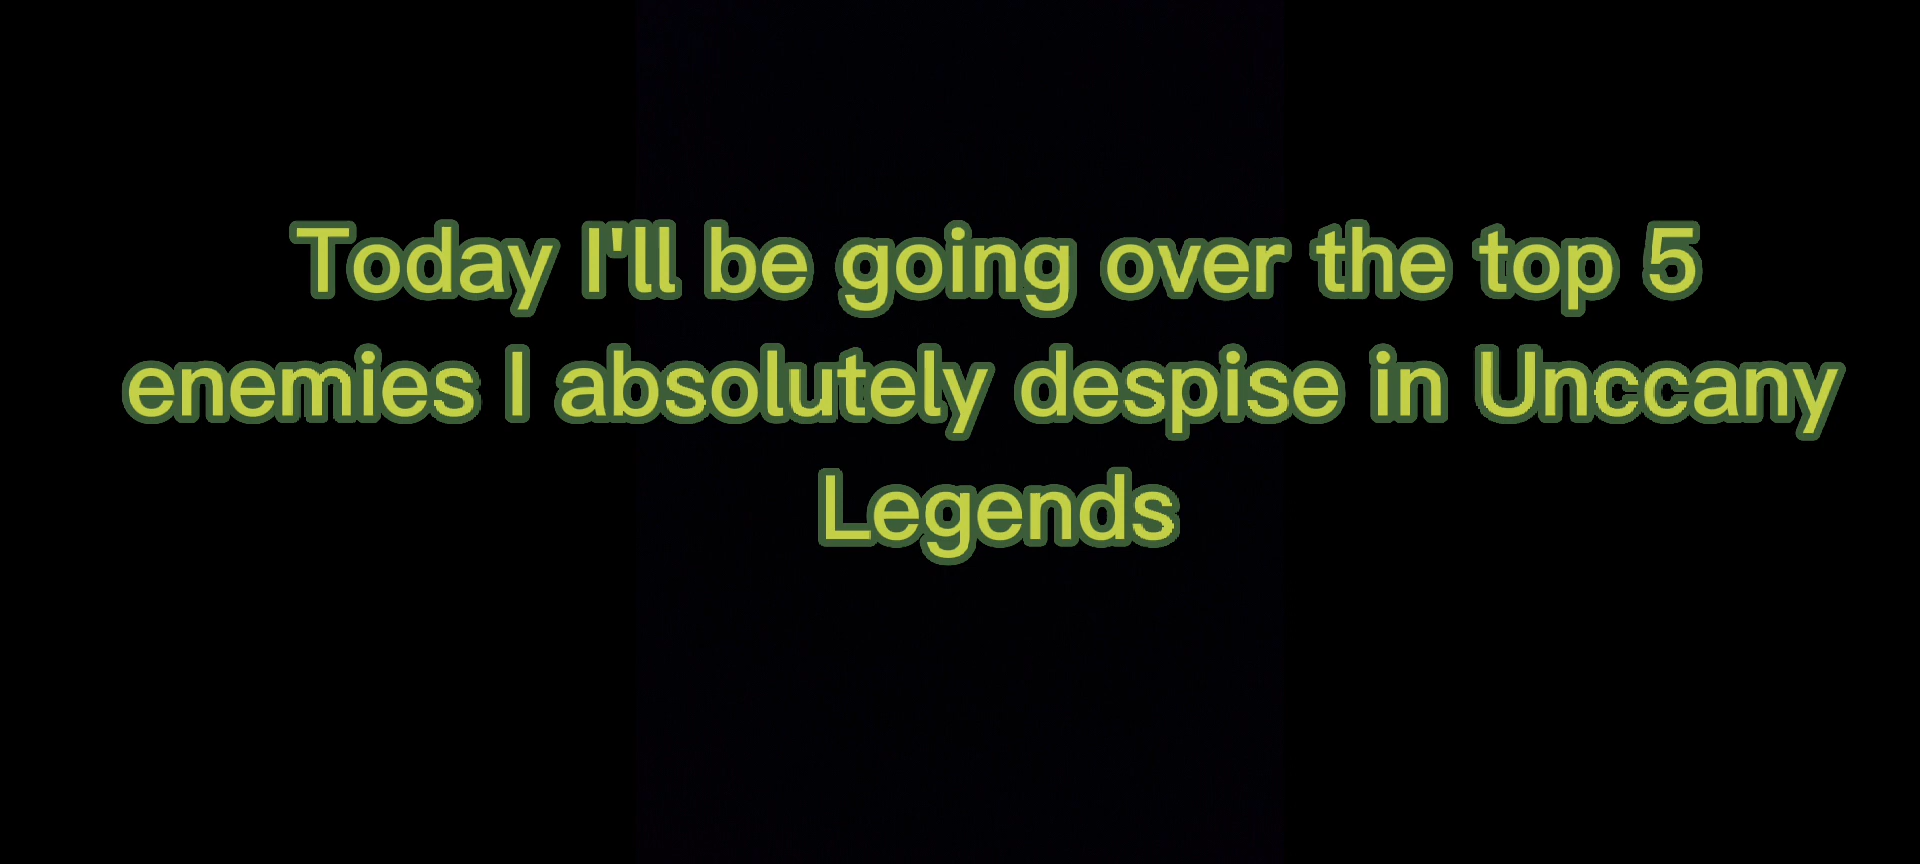 Today I'll be going over the top 5
enemies I absolutely despise in Unccany
Legends